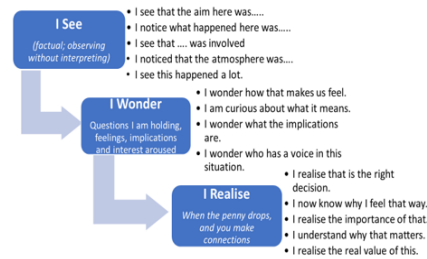 I See
(factual; observing
without interpreting)
• I see that the aim here was.....
• I notice what happened here was.....
• I see that .... was involved
• I noticed that the atmosphere was....
• I see this happened a lot.
I Wonder
Questions I am holding,
feelings, implications
and interest aroused
• I wonder how that makes us feel.
• I am curious about what it means.
• I wonder what the implications
are.
• I wonder who has a voice in this
situation.
I Realise
When the penny drops,
and you make
connections
• I realise that is the right
decision.
• I now know why I feel that way.
• I realise the importance of that.
• I understand why that matters.
• I realise the real value of this.